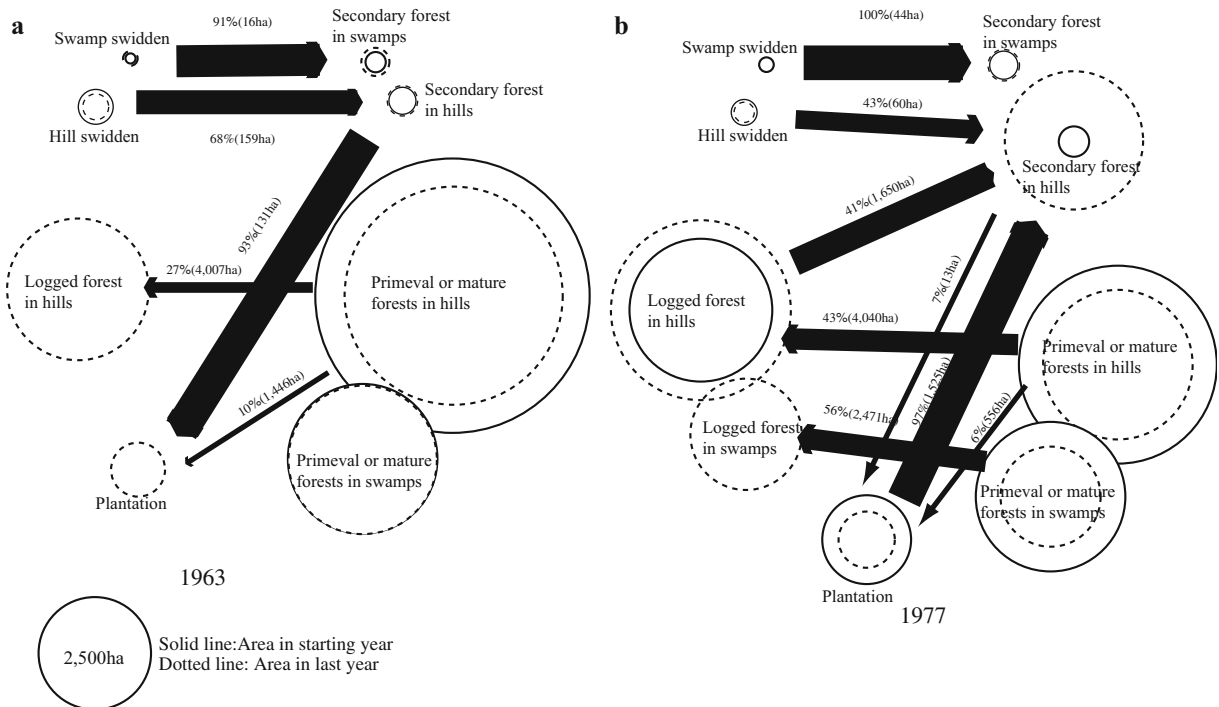 a
91%(16ha)
Swamp swidden
Secondary forest
in swamps
Hill swidden
68%(159ha)
Secondary forest
in hills
93%(131ha)
27%(4,007ha)
Logged forest
in hills
Primeval or mature
forests in hills
10%(1,446ha)
Primeval or mature
forests in swamps
Plantation
1963
2,500ha
Solid line:Area in starting year
Dotted line: Area in last year
b
100%(44ha)
Swamp swidden
Secondary forest
in swamps
43%(60ha)
Hill swidden
Secondary forest
in hills
41%(1,650ha)
7%(13ha)
Logged forest
in hills
43%(4,040ha)
Primeval or mature
forests in hills
97%(1,525ha)
6%(556ha)
56%(2,471ha)
Logged forest
in swamps
Primeval or mature
forests in swamps
Plantation
1977